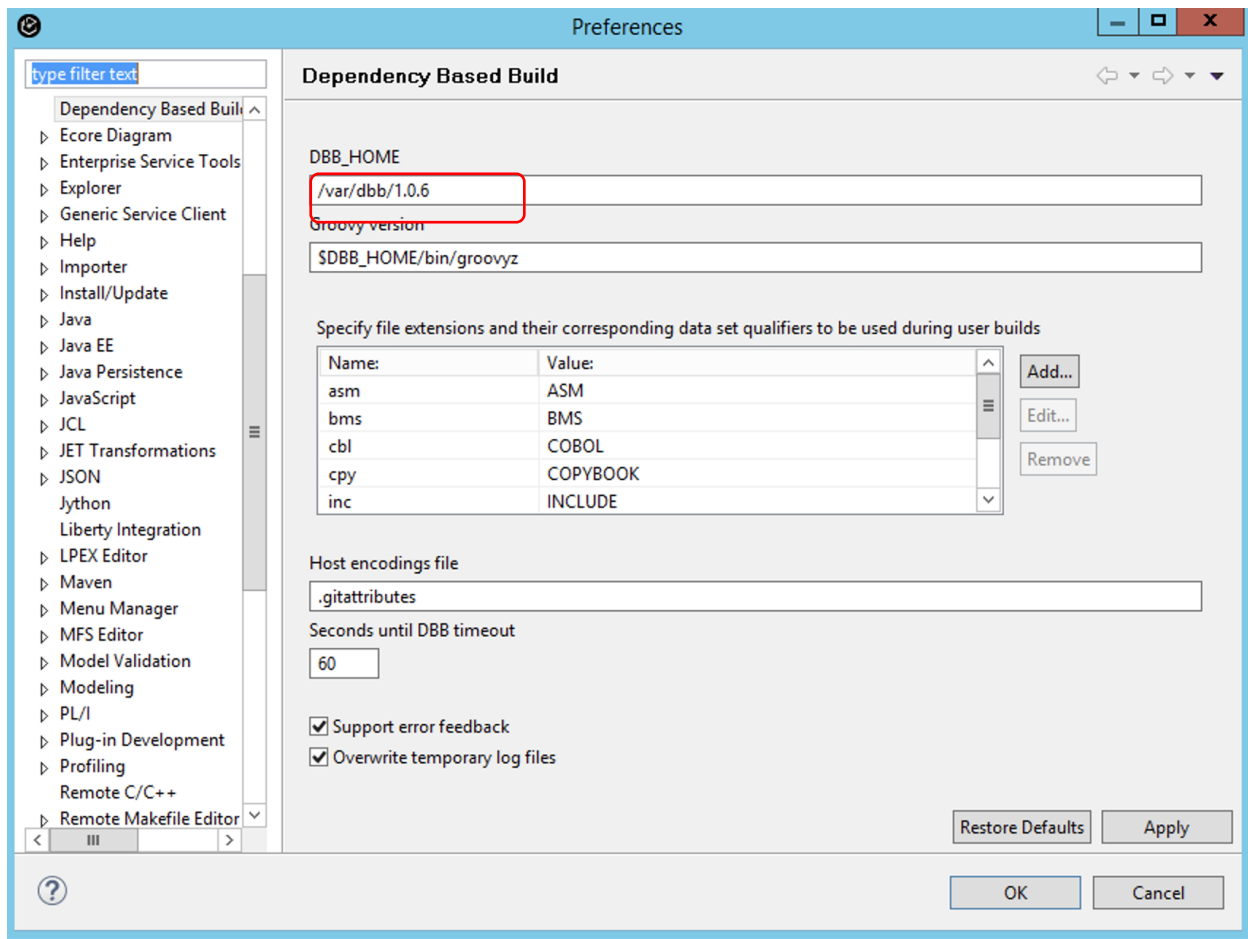 Preferences
type filter text
Dependency Based Buil
Ecore Diagram
Enterprise Service Tools
Explorer
Generic Service Client
Help
Importer
Install/Update
Java
Java EE
Java Persistence
JavaScript
JCL
JET Transformations
JSON
Jython
Liberty Integration
LPEX Editor
Maven
Menu Manager
MFS Editor
Model Validation
Modeling
PL/I
Plug-in Development
Profiling
Remote C/C++
Remote Makefile Editor
Dependency Based Build
DBB_HOME
/var/dbb/1.0.6
Groovy version
$DBB_HOME/bin/groovyz
Specify file extensions and their corresponding data set qualifiers to be used during user builds
Name: Value:
asm ASM
bms BMS
cbl COBOL
cpy COPYBOOK
inc INCLUDE
Add...
Edit...
Remove
Host encodings file
.gitattributes
Seconds until DBB timeout
60
Support error feedback
Overwrite temporary log files
Restore Defaults Apply
OK Cancel